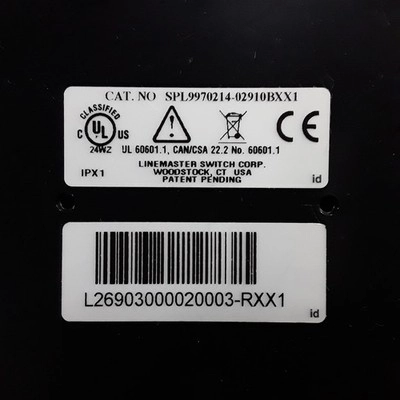 CAT. NO SPL9970214-02910BXX1
CLASSIFIED
C UL US
24WZ
CE
UL 60601.1, CAN/CSA 22.2 No. 60601.1
LINEMASTER SWITCH CORP.
WOODSTOCK, CT USA
IPX1
PATENT PENDING
id
L26903000020003-RXX1
id